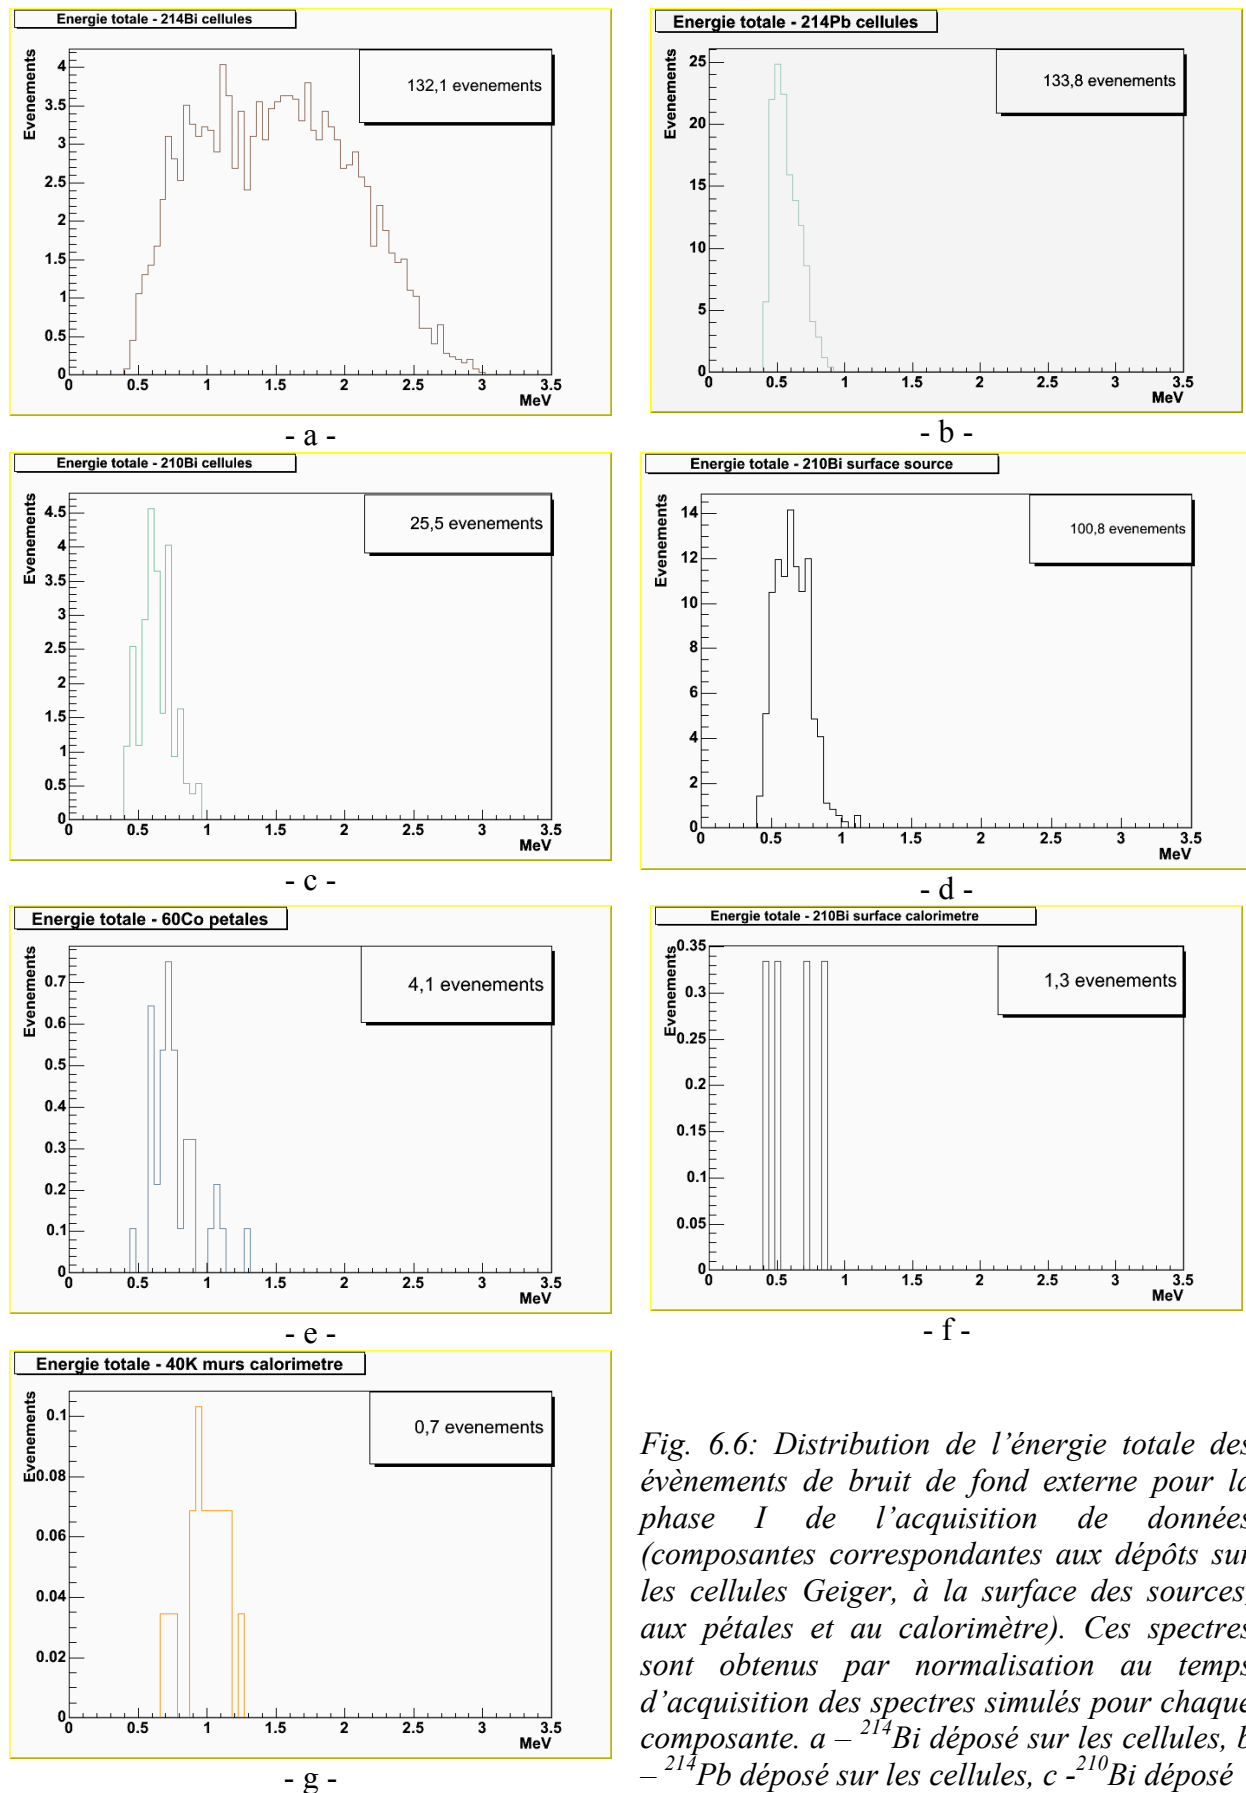 Energie totale - 214Bi cellules
Evenements
132,1 evenements
4
3.5
3
2.5
2
1.5
1
0.5
0
0 0.5 1 1.5 2 2.5 3 3.5
MeV
- a -
Energie totale - 214Pb cellules
Evenements
133,8 evenements
25
20
15
10
5
0
0 0.5 1 1.5 2 2.5 3 3.5
MeV
- b -
Energie totale - 210Bi cellules
Evenements
25,5 evenements
4.5
4
3.5
3
2.5
2
1.5
1
0.5
0
0 0.5 1 1.5 2 2.5 3 3.5
MeV
- c -
Energie totale - 210Bi surface source
Evenements
100,8 evenements
14
12
10
8
6
4
2
0
0 0.5 1 1.5 2 2.5 3 3.5
MeV
- d -
Energie totale - 60Co petales
Evenements
4,1 evenements
0.7
0.6
0.5
0.4
0.3
0.2
0.1
0
0 0.5 1 1.5 2 2.5 3 3.5
MeV
- e -
Energie totale - 210Bi surface calorimetre
Evenements
1,3 evenements
0.35
0.3
0.25
0.2
0.15
0.1
0.05
0
0 0.5 1 1.5 2 2.5 3 3.5
MeV
- f -
Energie totale - 40K murs calorimetre
Evenements
0,7 evenements
0.1
0.08
0.06
0.04
0.02
0
0 0.5 1 1.5 2 2.5 3 3.5
MeV
- g -
Fig. 6.6: Distribution de l'énergie totale des
évènements de bruit de fond externe pour la
phase I de l'acquisition de données
(composantes correspondantes aux dépôts sur
les cellules Geiger, à la surface des sources,
aux pétales et au calorimètre). Ces spectres
sont obtenus par normalisation au temps
d'acquisition des spectres simulés pour chaque
composante. a – ²¹⁴Bi déposé sur les cellules, b
– ²¹⁴Pb déposé sur les cellules, c -²¹⁰Bi déposé